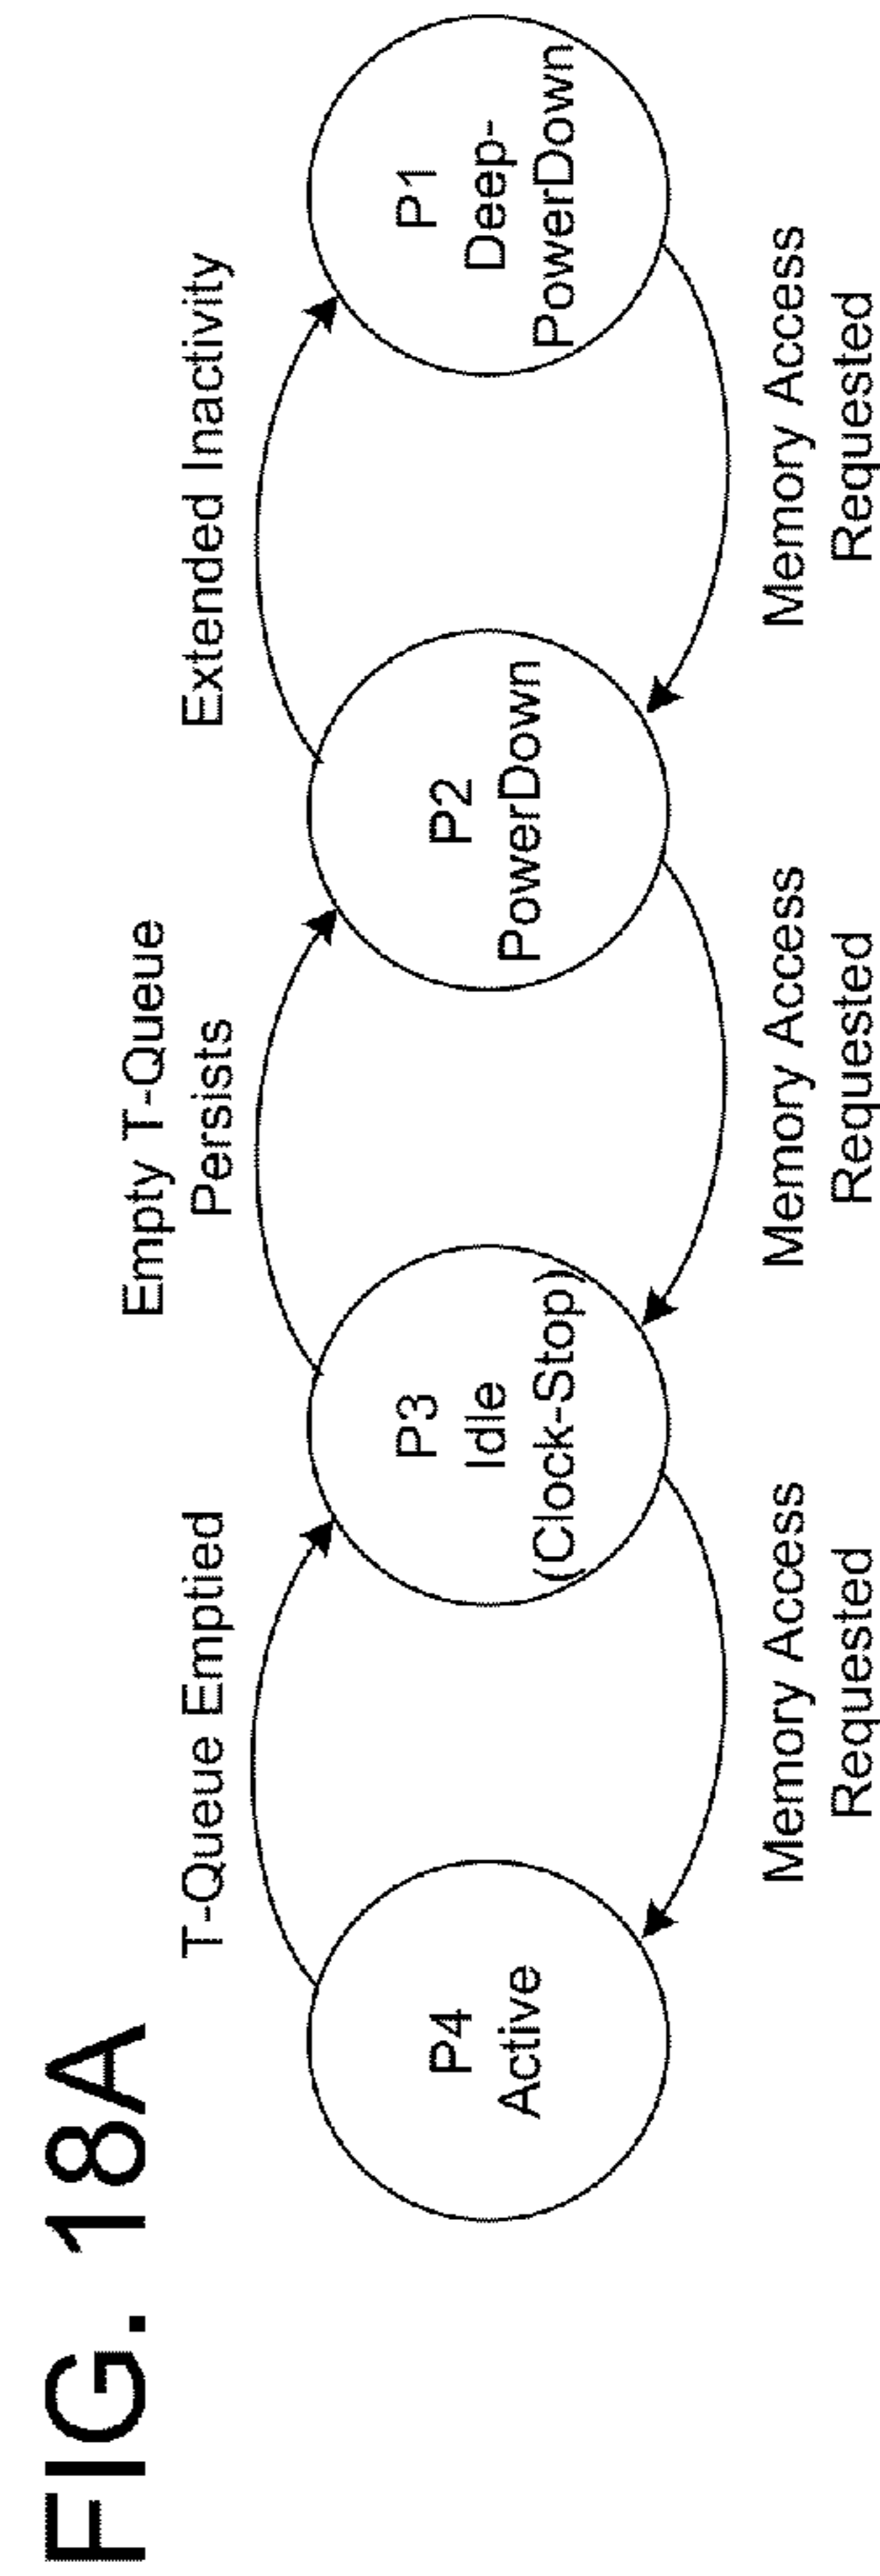 FIG. 18A
T-Queue Emptied
Empty T-Queue
Persists
Extended Inactivity
P4
Active
P3
Idle
(Clock-Stop)
P2
PowerDown
P1
Deep-
PowerDown
Memory Access
Requested
Memory Access
Requested
Memory Access
Requested